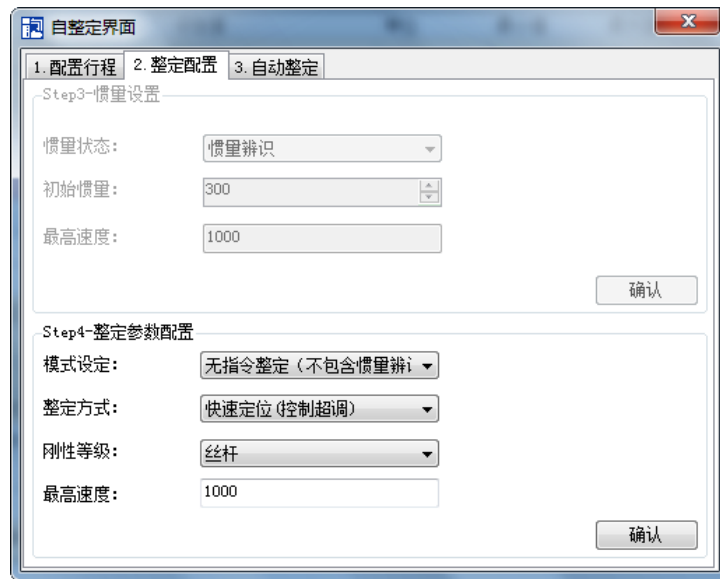 自整定界面
1.配置行程 2.整定配置 3.自动整定
Step3-惯量设置
惯量状态: 惯量辨识
初始惯量: 300
最高速度: 1000
确认
Step4-整定参数配置
模式设定: 无指令整定（不包含惯量辨
整定方式: 快速定位(控制超调)
刚性等级: 丝杆
最高速度: 1000
确认